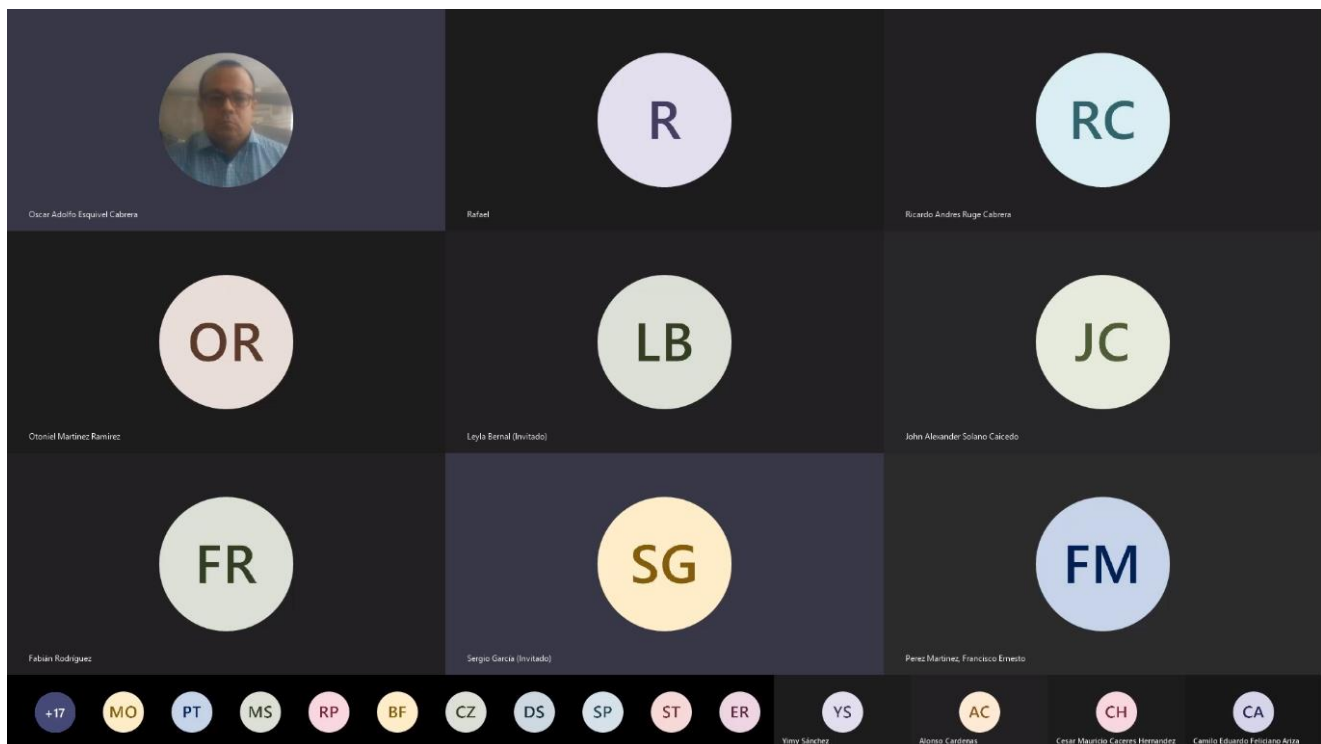 Oscar Adolfo Esquivel Cabrera
R
Rafael
RC
Ricardo Andres Ruge Cabrera
OR
Otoniel Martinez Ramirez
LB
Leyla Bernal (Invitado)
JC
John Alexander Solano Caicedo
FR
Fabián Rodríguez
SG
Sergio García (Invitado)
FM
Perez Martinez, Francisco Ernesto
+17
MO
PT
MS
RP
BF
CZ
DS
SP
ST
ER
YS
Yimy Sánchez
AC
Alonso Cardenas
CH
Cesar Mauricio Caceres Hernandez
CA
Camilo Eduardo Feliciano Ariza